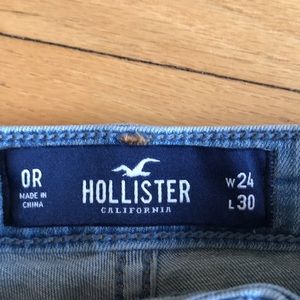 0R
MADE IN
CHINA
HOLLISTER
CALIFORNIA
W 24
L 30